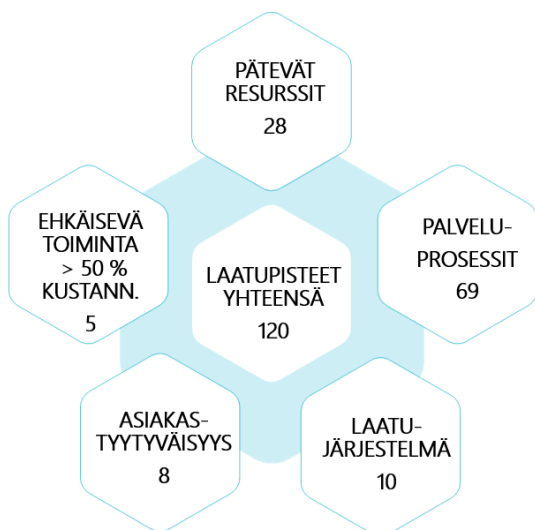 PÄTEVÄT
RESURSSIT
28
EHKÄISEVÄ
TOIMINTA
> 50 %
KUSTANN.
5
LAATUPISTEET
YHTEENSÄ
120
PALVELU-
PROSESSIT
69
ASIAKAS-
TYYTYVÄISYYS
8
LAATU-
JÄRJESTELMÄ
10